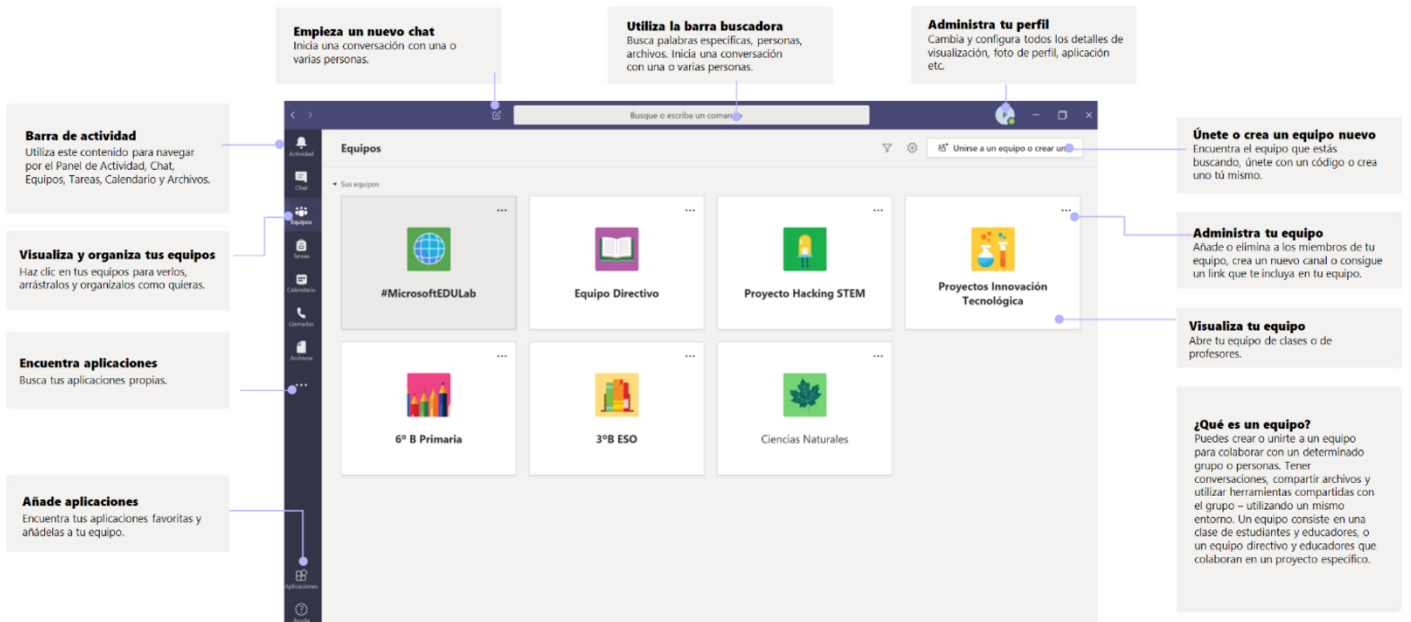 Empieza un nuevo chat
Inicia una conversación con una o
varias personas.
Utiliza la barra buscadora
Busca palabras específicas, personas,
archivos. Inicia una conversación
con una o varias personas.
Administra tu perfil
Cambia y configura todos los detalles de
visualización, foto de perfil, aplicación
etc.
Barra de actividad
Utiliza este contenido para navegar
por el Panel de Actividad, Chat,
Equipos, Tareas, Calendario y Archivos.
Visualiza y organiza tus equipos
Haz clic en tus equipos para verlos,
arrástralos y organízalos como quieras.
Encuentra aplicaciones
Busca tus aplicaciones propias.
Añade aplicaciones
Encuentra tus aplicaciones favoritas y
añádelas a tu equipo.
Busque o escriba un
P
Actividad
Chat
Equipos
Tareas
Calendario
Llamadas
Archivos
Aplicaciones
Ayuda
Equipos
Unirse a un equipo o crear un
Sus equipos
#MicrosoftEDULab
Equipo Directivo
Proyecto Hacking STEM
Proyectos Innovación
Tecnológica
6º B Primaria
3ºB ESO
Ciencias Naturales
Únete o crea un equipo nuevo
Encuentra el equipo que estás
buscando, únete con un código o crea
uno tú mismo.
Administra tu equipo
Añade o elimina a los miembros de tu
equipo, crea un nuevo canal o consigue
un link que te incluya en tu equipo.
Visualiza tu equipo
Abre tu equipo de clases o de
profesores.
¿Qué es un equipo?
Puedes crear o unirte a un equipo
para colaborar con un determinado
grupo o personas. Tener
conversaciones, compartir archivos y
utilizar herramientas compartidas con
el grupo – utilizando un mismo
entorno. Un equipo consiste en una
clase de estudiantes y educadores, o
un equipo directivo y educadores que
colaboran en un proyecto específico.